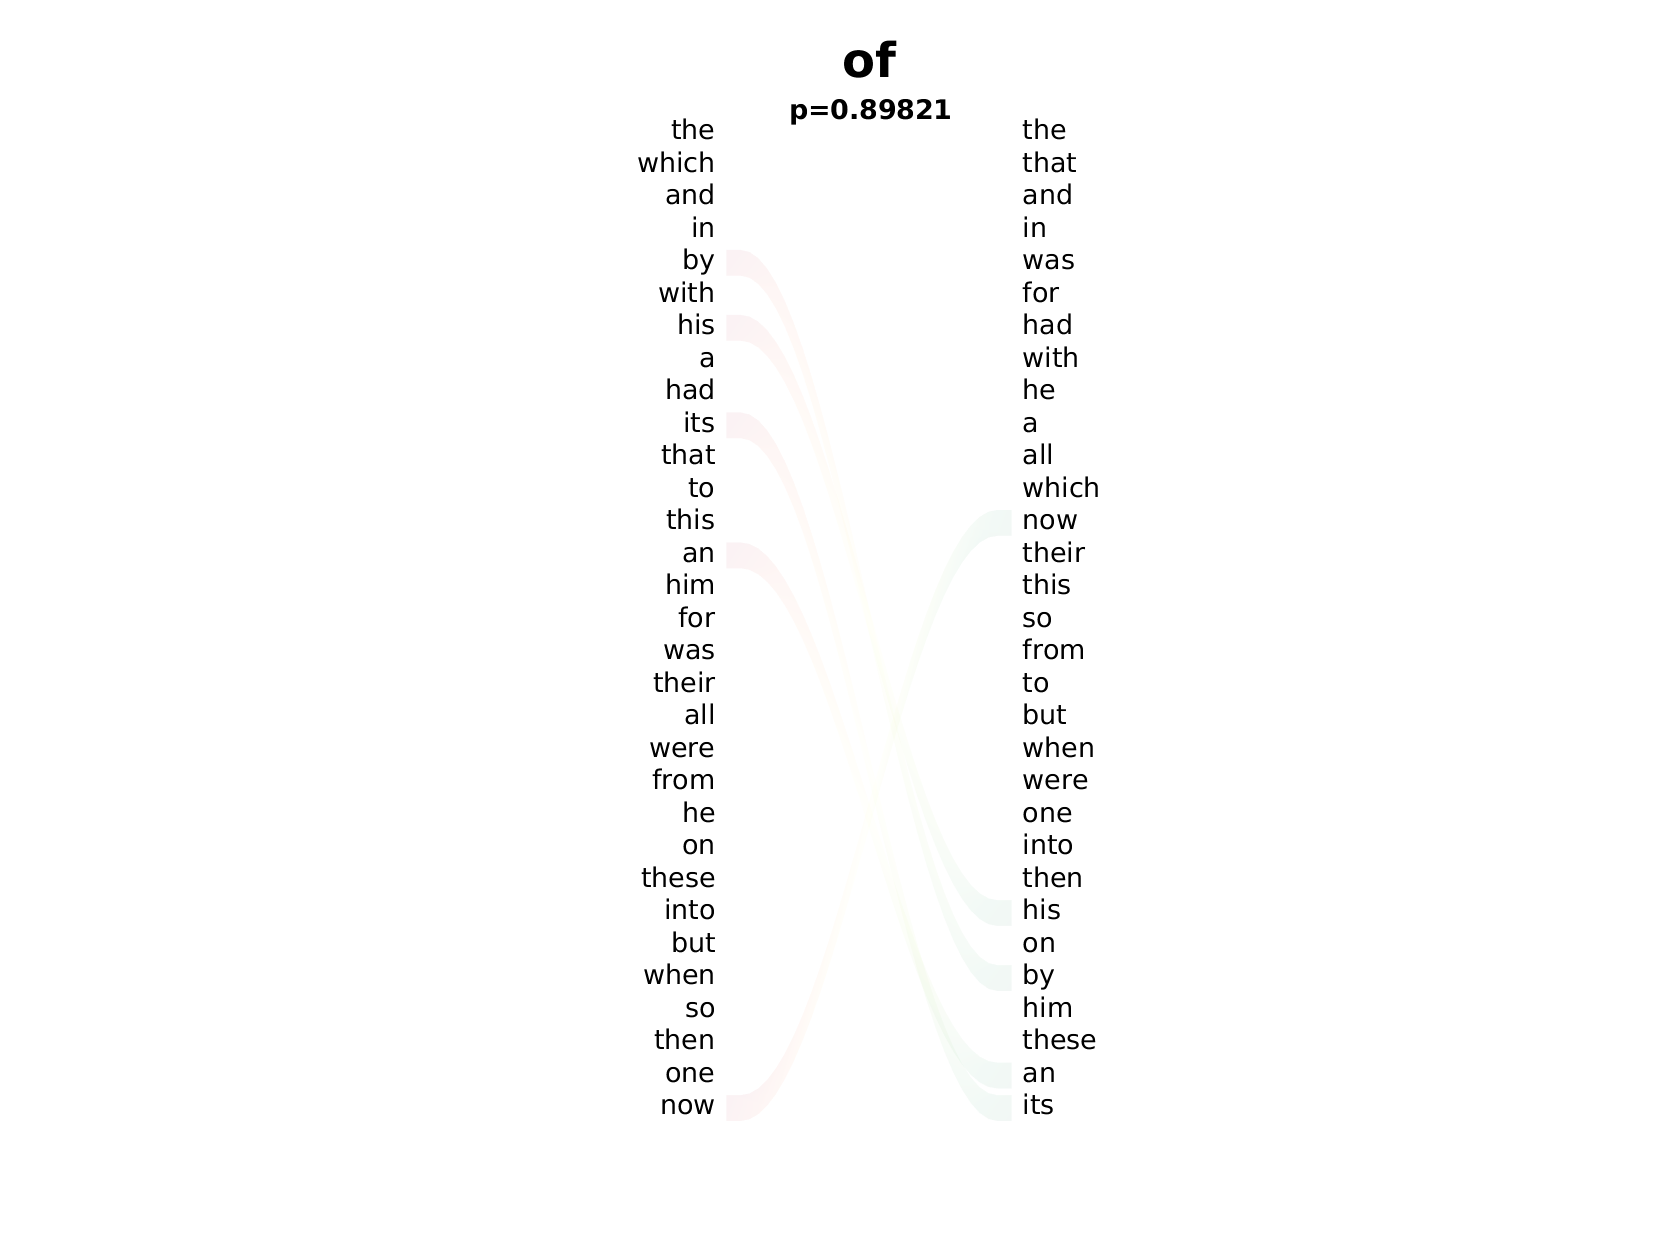 of
p=0.89821
the the
which that
and and
in in
by was
with for
his had
a with
had he
its a
that all
to which
this now
an their
him this
for so
was from
their to
all but
were when
from were
he one
on into
these then
into his
but on
when by
so him
then these
one an
now its